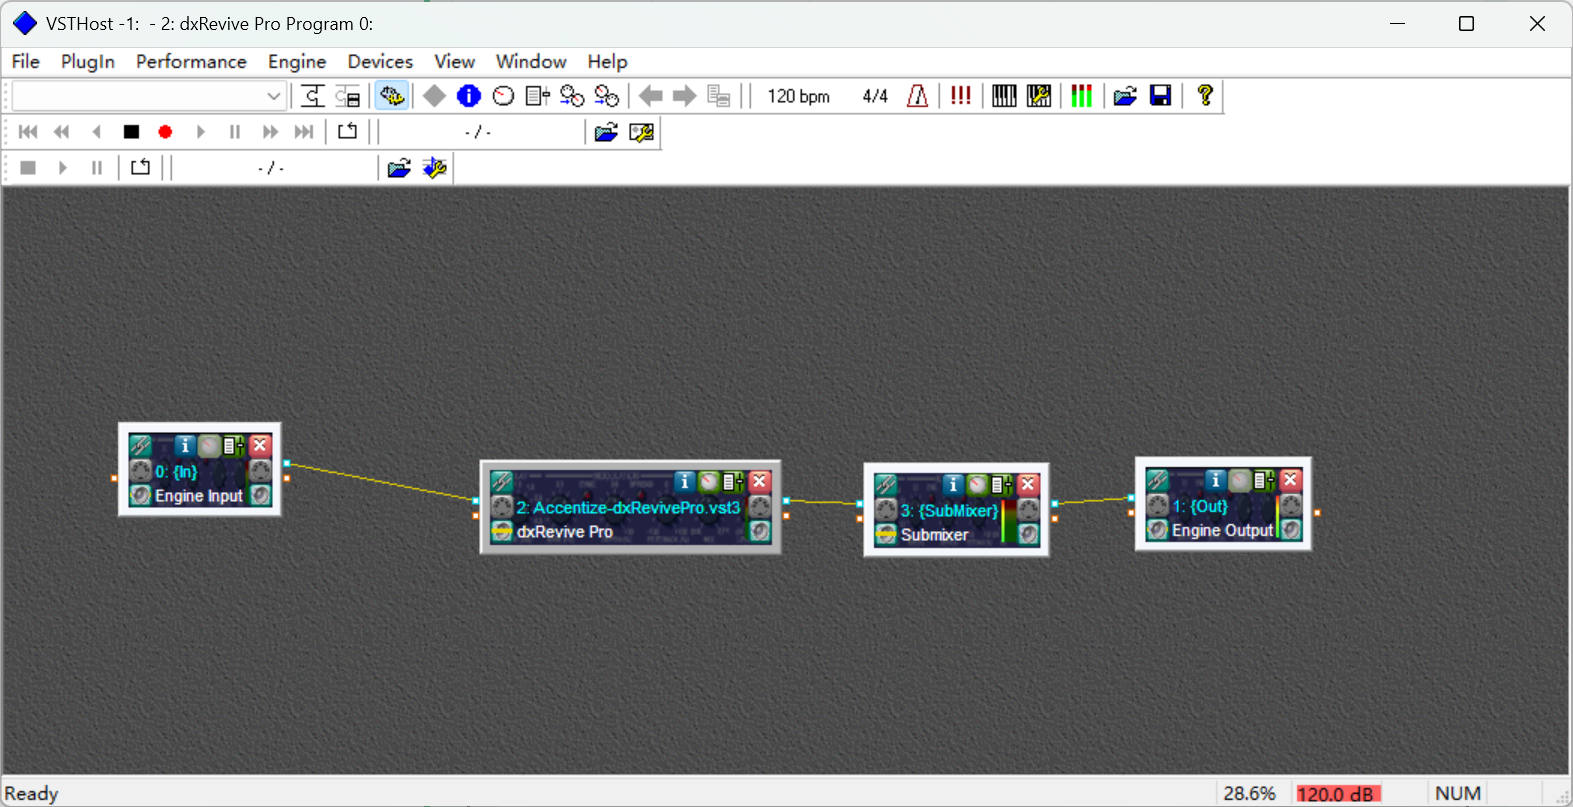 VSTHost -1:  - 2: dxRevive Pro Program 0:
File PlugIn Performance Engine Devices View Window Help
120 bpm 4/4
- / -
- / -
0: {In}
Engine Input
2: Accentize-dxRevivePro.vst3
dxRevive Pro
3: {SubMixer}
Submixer
1: {Out}
Engine Output
Ready 28.6% 120.0 dB NUM